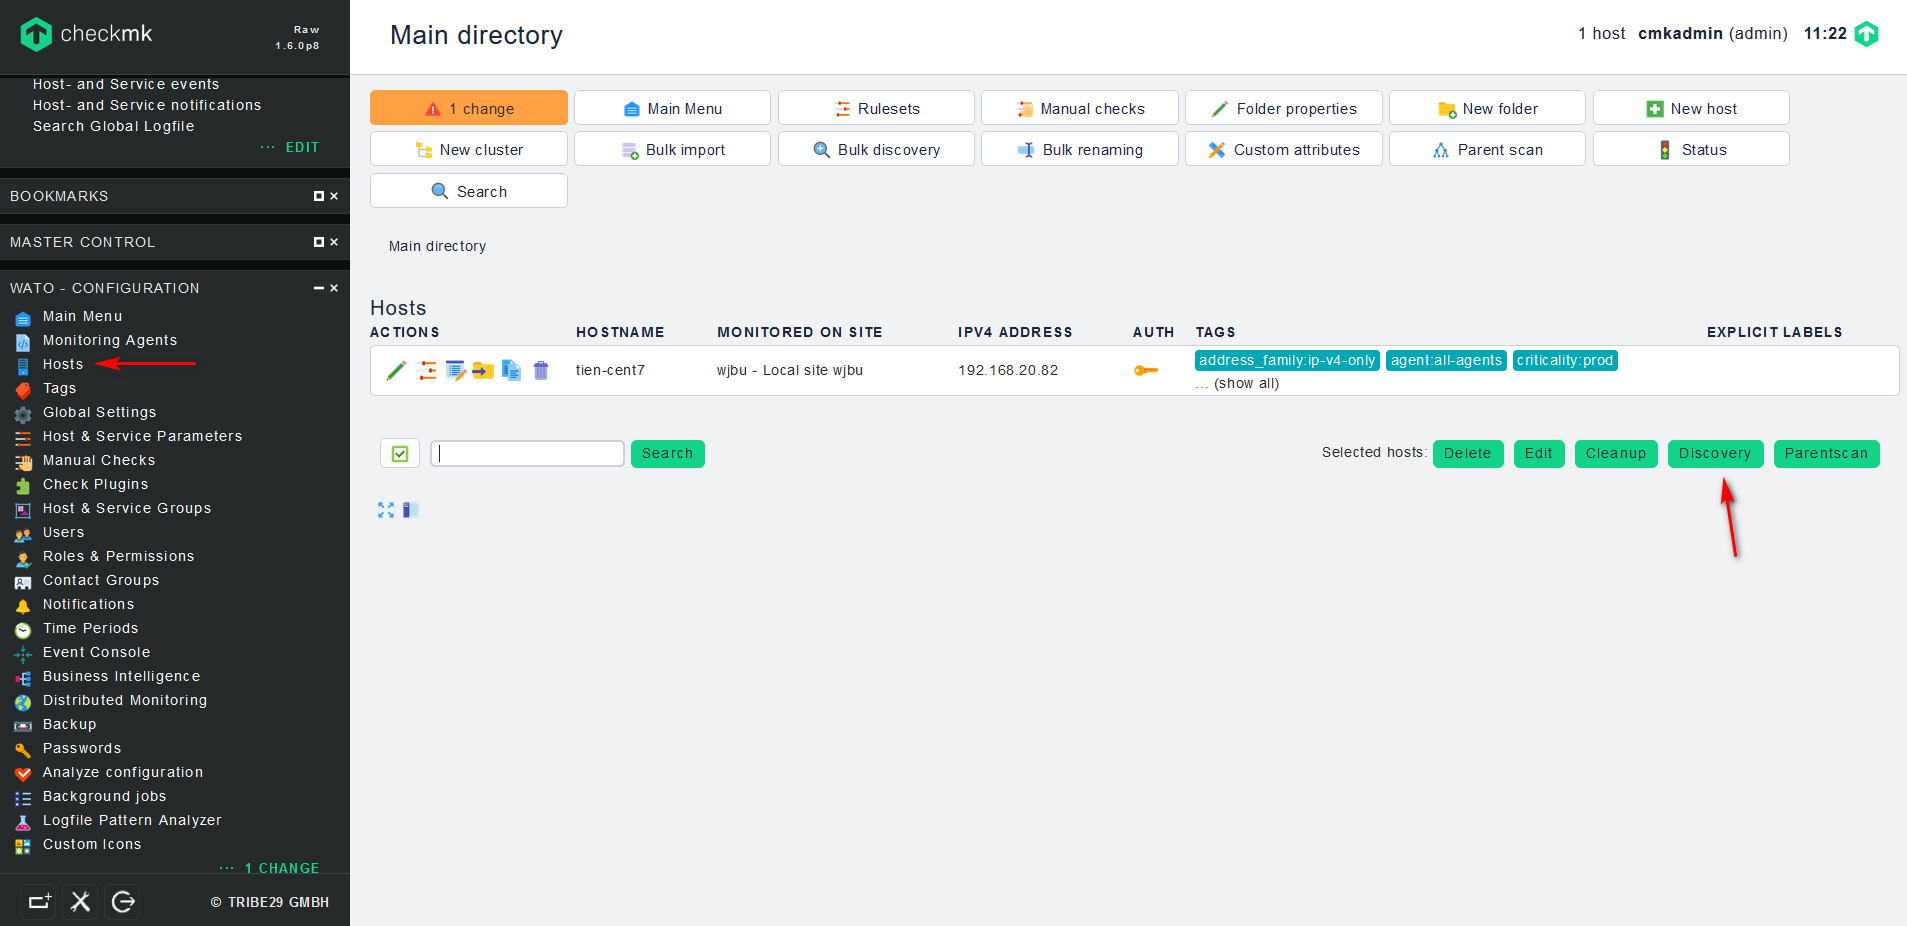 checkmk
Raw
1.6.0p8
Host- and Service events
Host- and Service notifications
Search Global Logfile
··· EDIT
BOOKMARKS
MASTER CONTROL
WATO - CONFIGURATION
Main Menu
Monitoring Agents
Hosts
Tags
Global Settings
Host & Service Parameters
Manual Checks
Check Plugins
Host & Service Groups
Users
Roles & Permissions
Contact Groups
Notifications
Time Periods
Event Console
Business Intelligence
Distributed Monitoring
Backup
Passwords
Analyze configuration
Background jobs
Logfile Pattern Analyzer
Custom Icons
··· 1 CHANGE
© TRIBE29 GMBH
Main directory
1 host cmkadmin (admin) 11:22
1 change Main Menu Rulesets Manual checks Folder properties New folder New host
New cluster Bulk import Bulk discovery Bulk renaming Custom attributes Parent scan Status
Search
Main directory
Hosts
ACTIONS HOSTNAME MONITORED ON SITE IPV4 ADDRESS AUTH TAGS EXPLICIT LABELS
tien-cent7 wjbu - Local site wjbu 192.168.20.82 address_family:ip-v4-only agent:all-agents criticality:prod
... (show all)
Search Selected hosts: Delete Edit Cleanup Discovery Parentscan